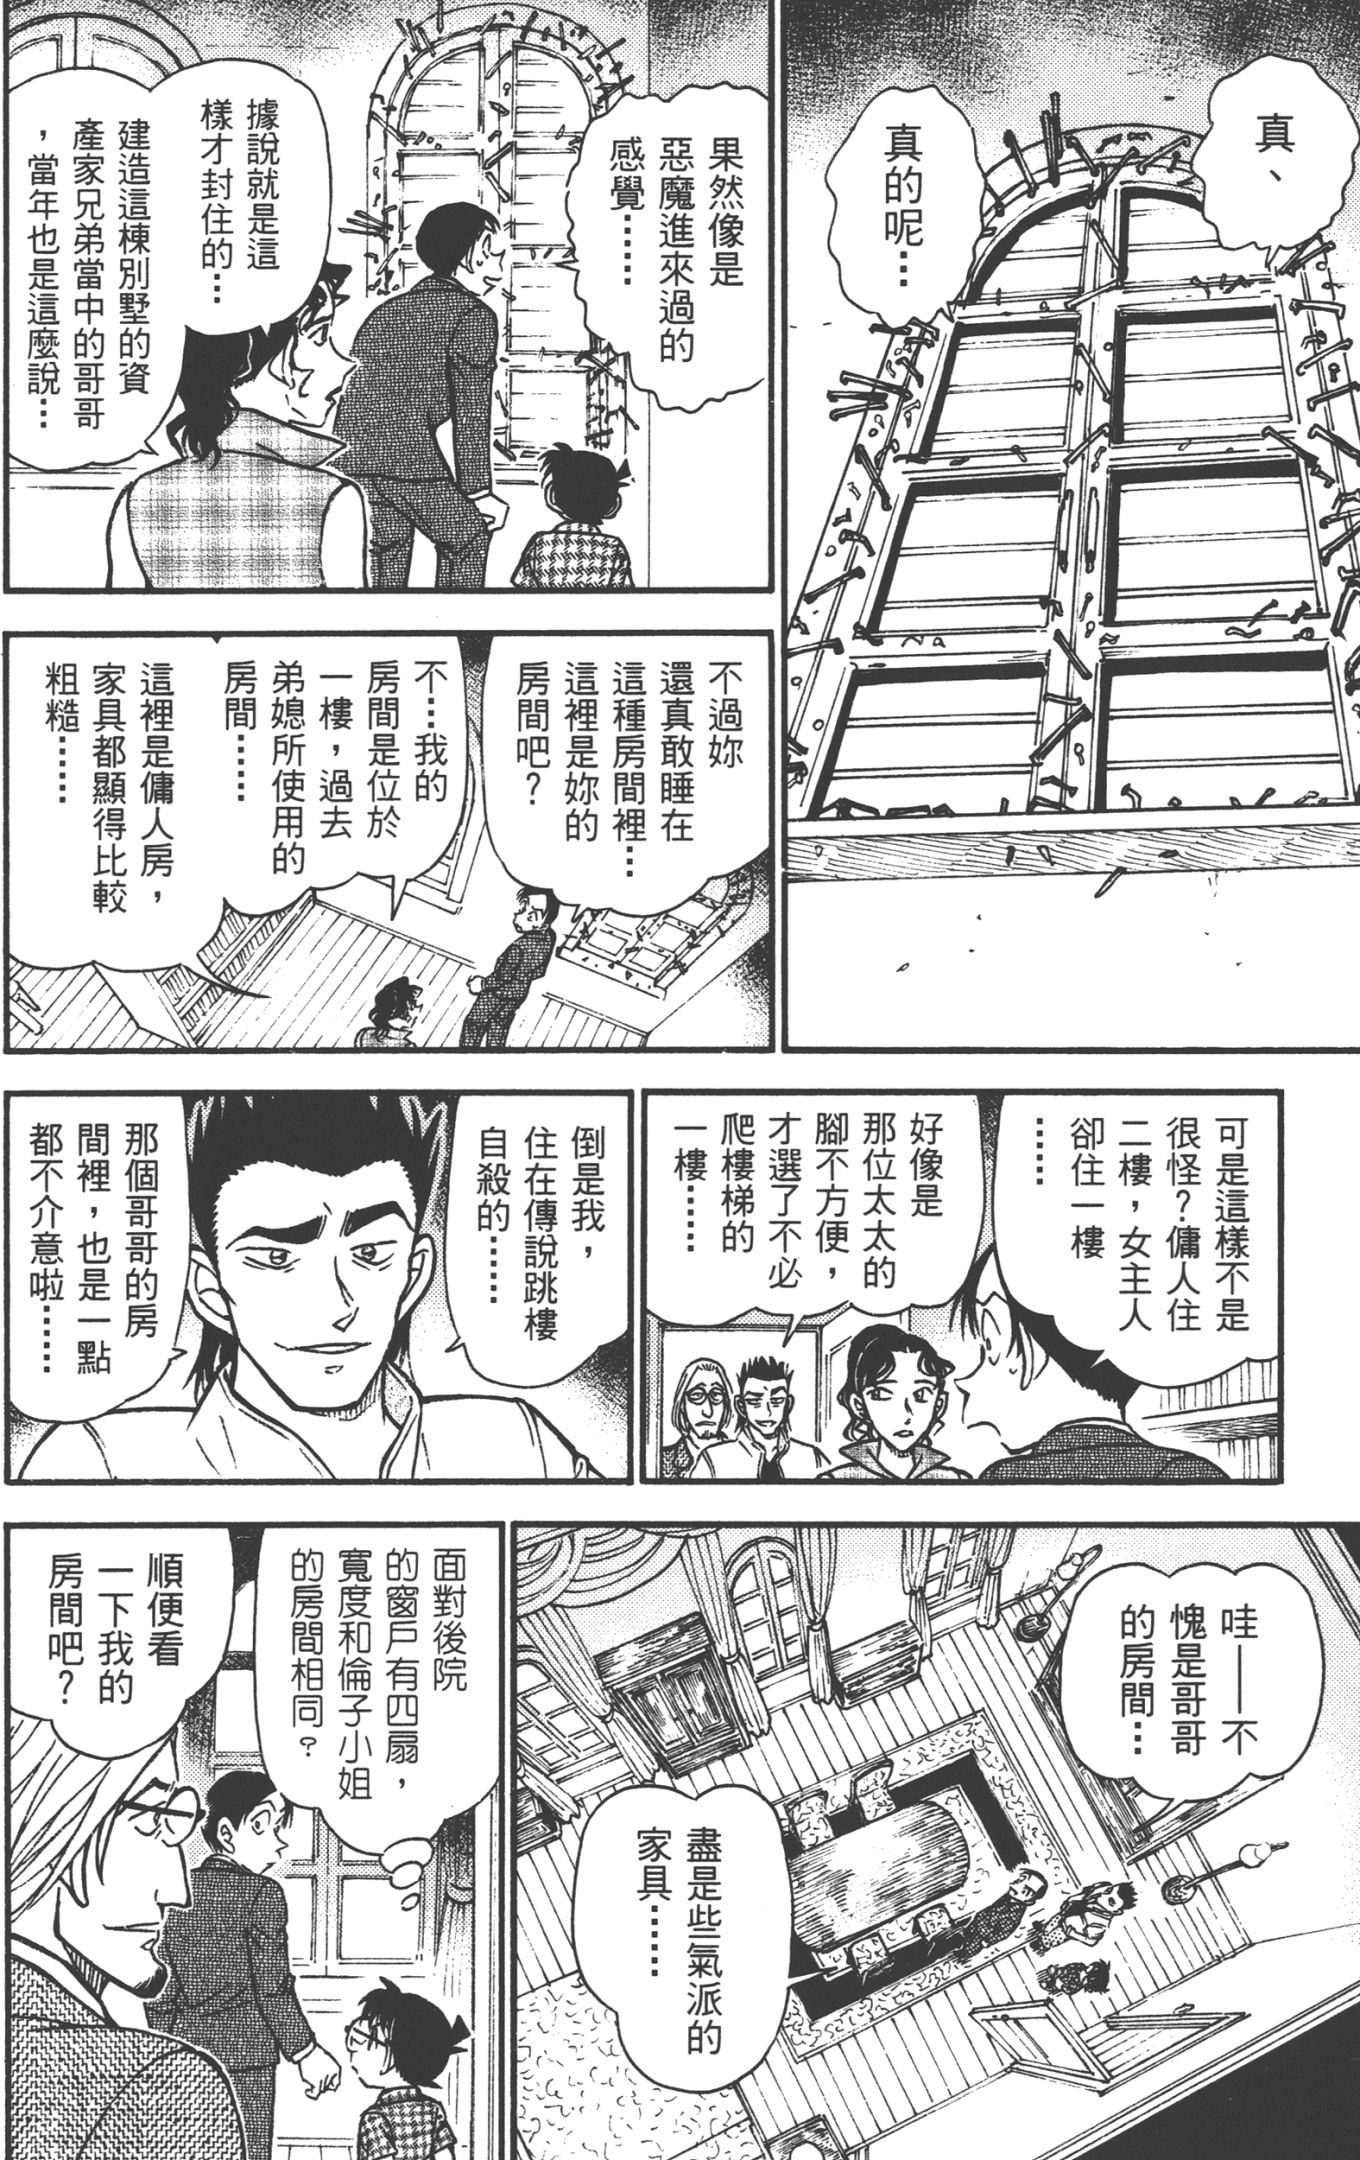 真、
真的呢⋯
果然像是
惡魔進來過的
感覺⋯⋯
據說就是這
樣才封住的⋯
建造這棟別墅的資
產家兄弟當中的哥哥
，當年也是這麼說⋯
不過妳
還真敢睡在
這種房間裡⋯
這裡是妳的
房間吧？
不⋯我的
房間是位於
一樓，過去
弟媳所使用的
房間⋯⋯
這裡是傭人房，
家具都顯得比較
粗糙⋯⋯
可是這樣不是
很怪？傭人住
二樓，女主人
卻住一樓
⋯⋯
好像是
那位太太的
腳不方便，
才選了不必
爬樓梯的
一樓⋯⋯
倒是我，
住在傳說跳樓
自殺的⋯⋯
那個哥哥的房
間裡，也是一點
都不介意啦⋯⋯
哇——不
愧是哥哥
的房間⋯
盡是些氣派的
家具⋯⋯
面對後院
的窗戶有四扇，
寬度和倫子小姐
的房間相同？
順便看
一下我的
房間吧？